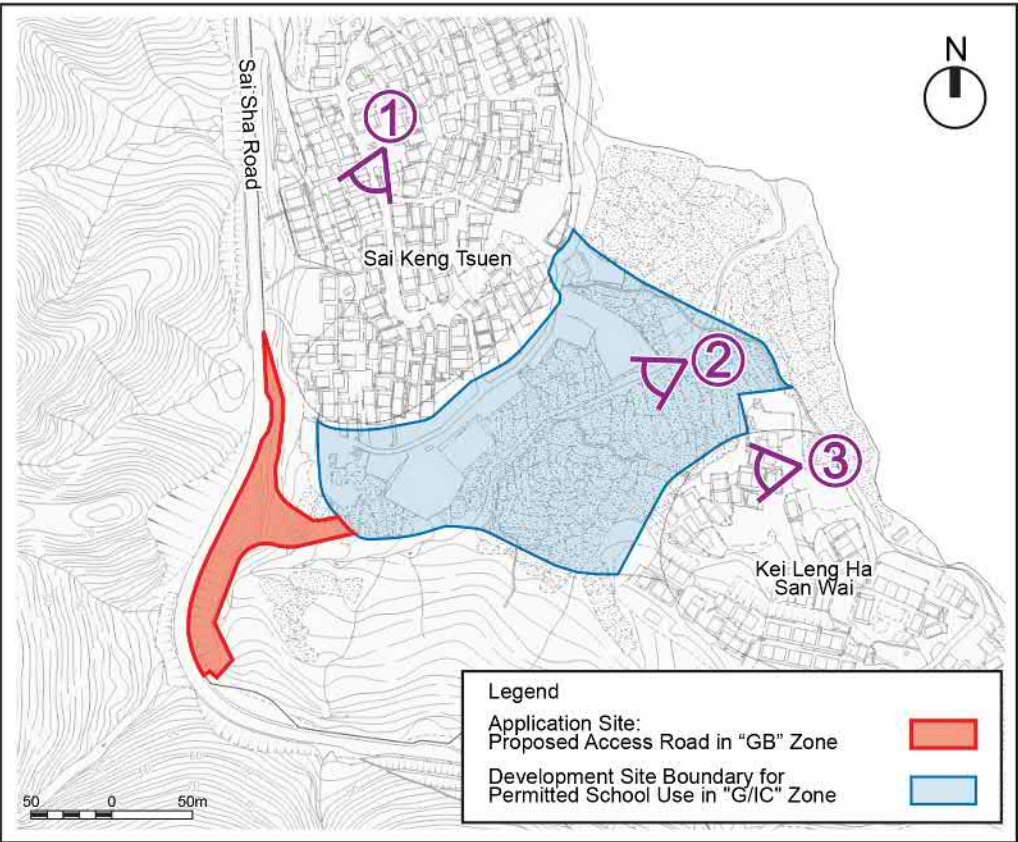 N
Sai Sha Road
1
Sai Keng Tsuen
2
3
Kei Leng Ha
San Wai
Legend
Application Site:
Proposed Access Road in “GB” Zone
Development Site Boundary for
Permitted School Use in "G/IC" Zone
50 0 50m